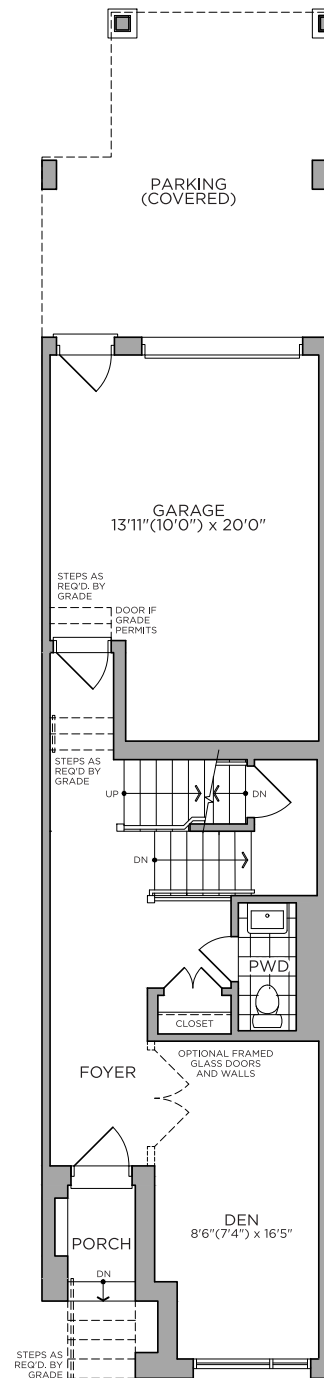 PARKING
(COVERED)
GARAGE
13'11"(10'0") x 20'0"
STEPS AS
REQ'D. BY
GRADE
DOOR IF
GRADE
PERMITS
STEPS AS
REQ'D BY
GRADE
UP
DN
DN
PWD
CLOSET
OPTIONAL FRAMED
GLASS DOORS
AND WALLS
FOYER
DEN
8'6"(7'4") x 16'5"
PORCH
DN
STEPS AS
REQ'D. BY
GRADE